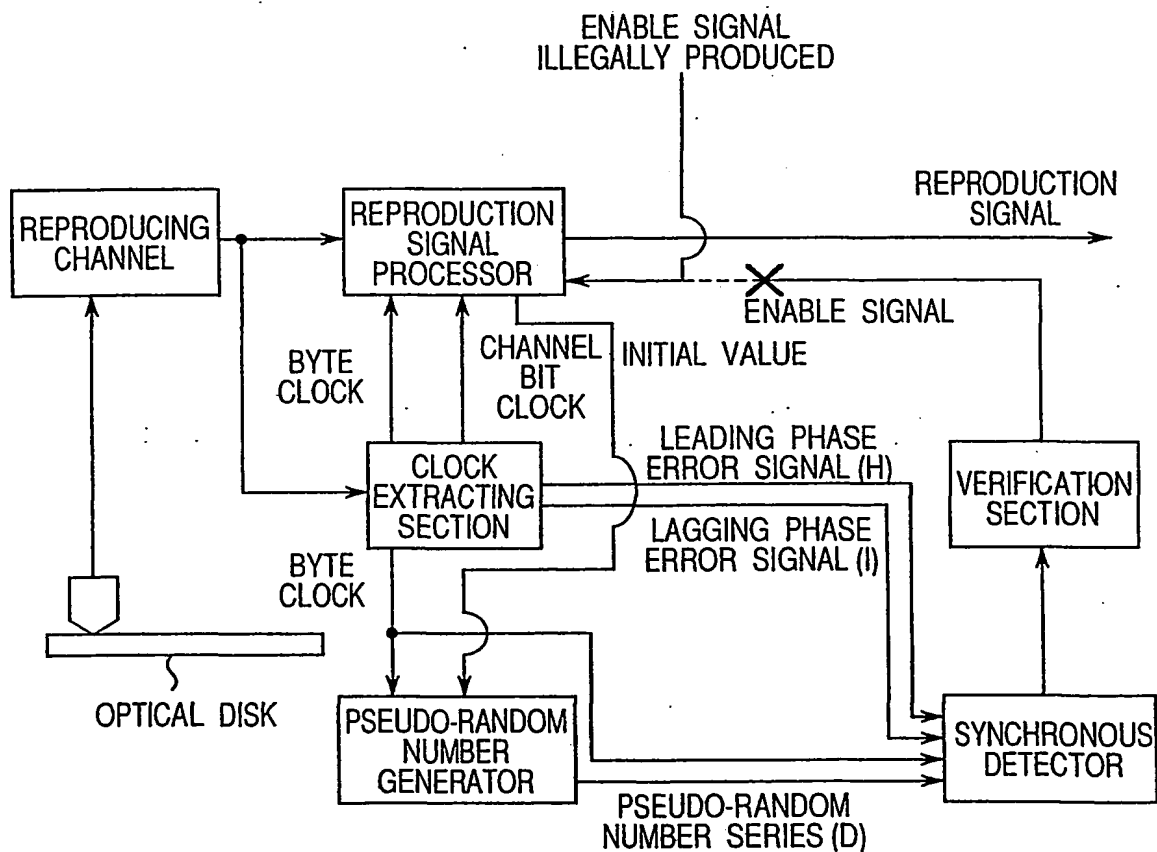 ENABLE SIGNAL
ILLEGALLY PRODUCED
REPRODUCING
CHANNEL
REPRODUCTION
SIGNAL
PROCESSOR
REPRODUCTION
SIGNAL
ENABLE SIGNAL
BYTE
CLOCK
CHANNEL
BIT
CLOCK
INITIAL VALUE
CLOCK
EXTRACTING
SECTION
LEADING PHASE
ERROR SIGNAL (H)
LAGGING PHASE
ERROR SIGNAL (I)
VERIFICATION
SECTION
BYTE
CLOCK
OPTICAL DISK
PSEUDO-RANDOM
NUMBER
GENERATOR
SYNCHRONOUS
DETECTOR
PSEUDO-RANDOM
NUMBER SERIES (D)